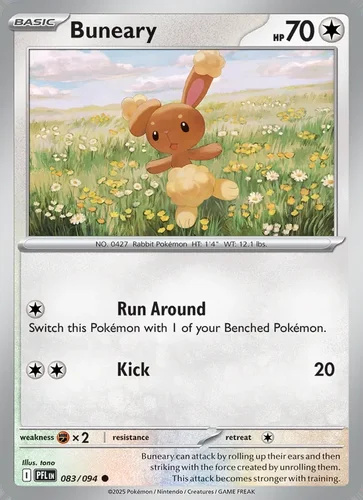 BASIC
Buneary
HP 70
NO. 0427 Rabbit Pokémon HT: 1'4" WT: 12.1 lbs.
Run Around
Switch this Pokémon with 1 of your Benched Pokémon.
Kick 20
weakness ×2 resistance retreat
Illus. tono
Buneary can attack by rolling up their ears and then
striking with the force created by unrolling them.
This attack becomes stronger with training.
I PFL EN 083/094
©2025 Pokémon / Nintendo / Creatures / GAME FREAK